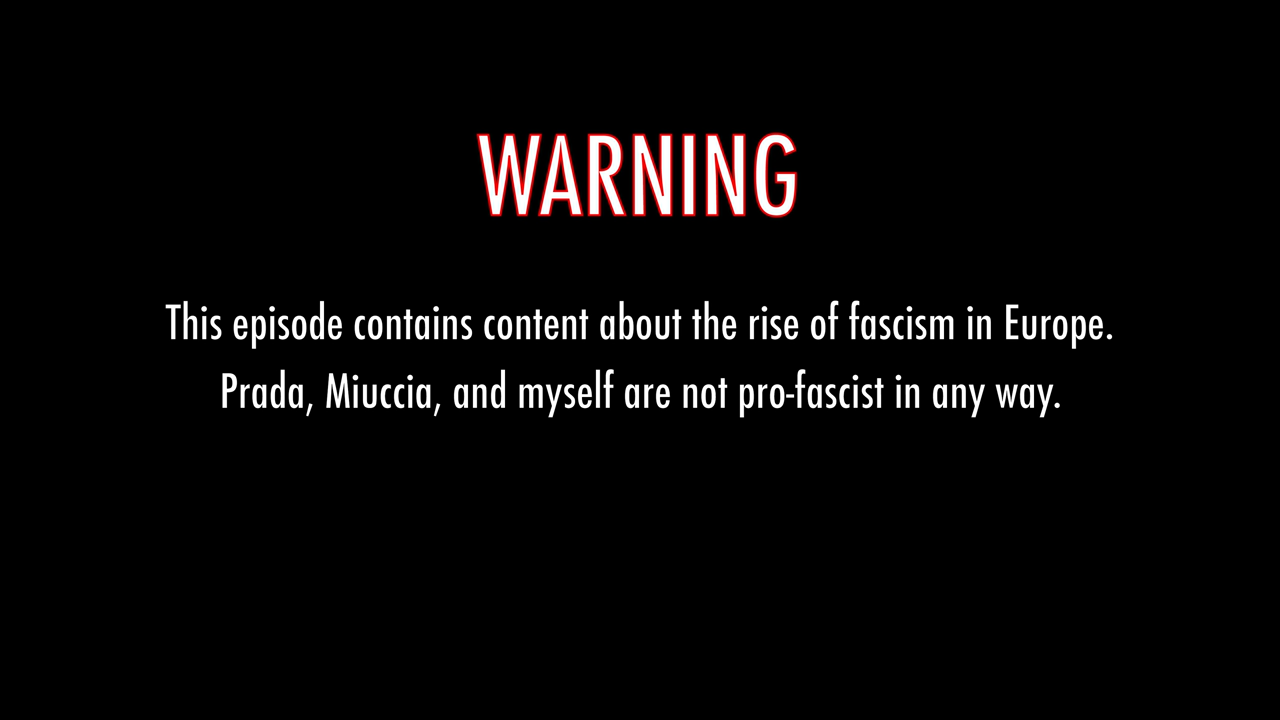 WARNING
This episode contains content about the rise of fascism in Europe.
Prada, Miuccia, and myself are not pro-fascist in any way.